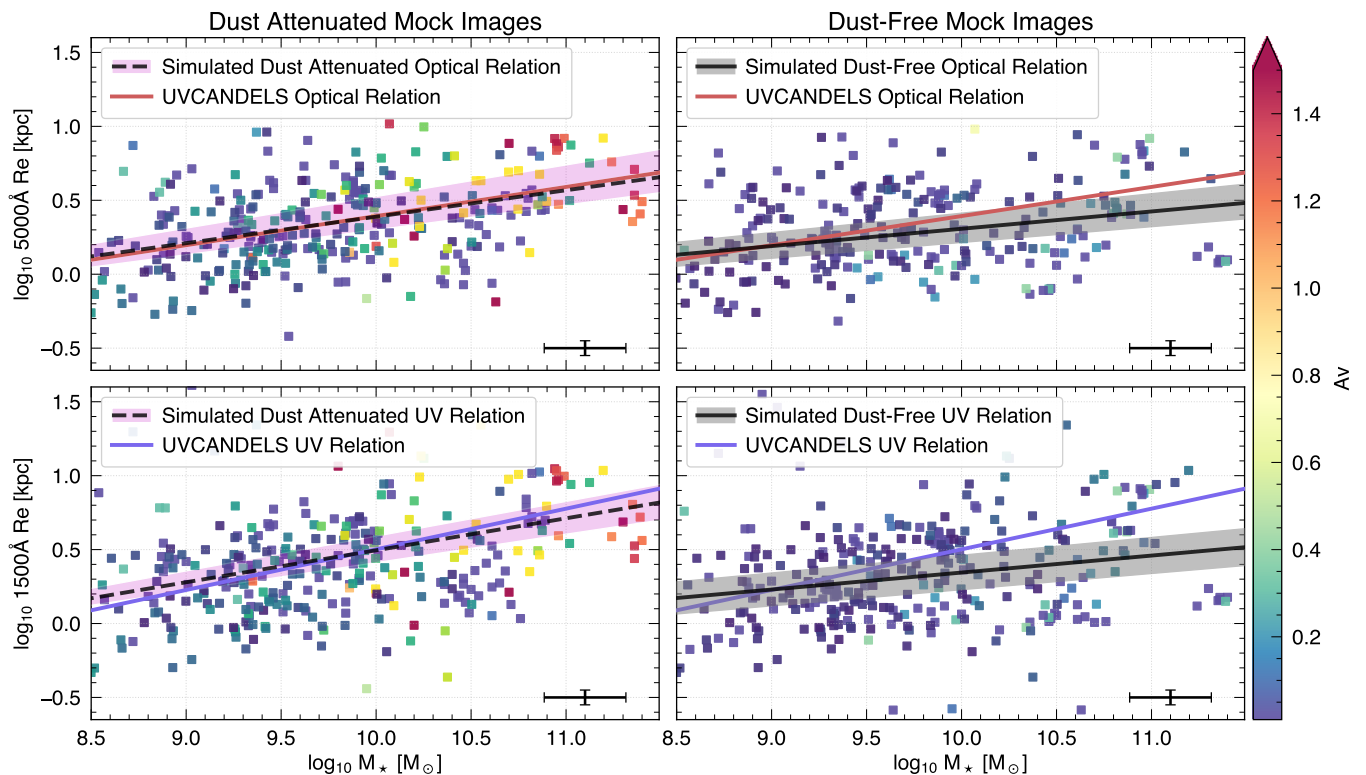 Dust Attenuated Mock Images
Dust-Free Mock Images
Simulated Dust Attenuated Optical Relation
UVCANDELS Optical Relation
Simulated Dust-Free Optical Relation
UVCANDELS Optical Relation
log₁₀ 5000Å Re [kpc]
1.5
1.0
0.5
0.0
−0.5
Simulated Dust Attenuated UV Relation
UVCANDELS UV Relation
Simulated Dust-Free UV Relation
UVCANDELS UV Relation
log₁₀ 1500Å Re [kpc]
1.5
1.0
0.5
0.0
−0.5
8.5 9.0 9.5 10.0 10.5 11.0
log₁₀ M⋆ [M⊙]
8.5 9.0 9.5 10.0 10.5 11.0
log₁₀ M⋆ [M⊙]
1.4
1.2
1.0
0.8
0.6
0.4
0.2
Av